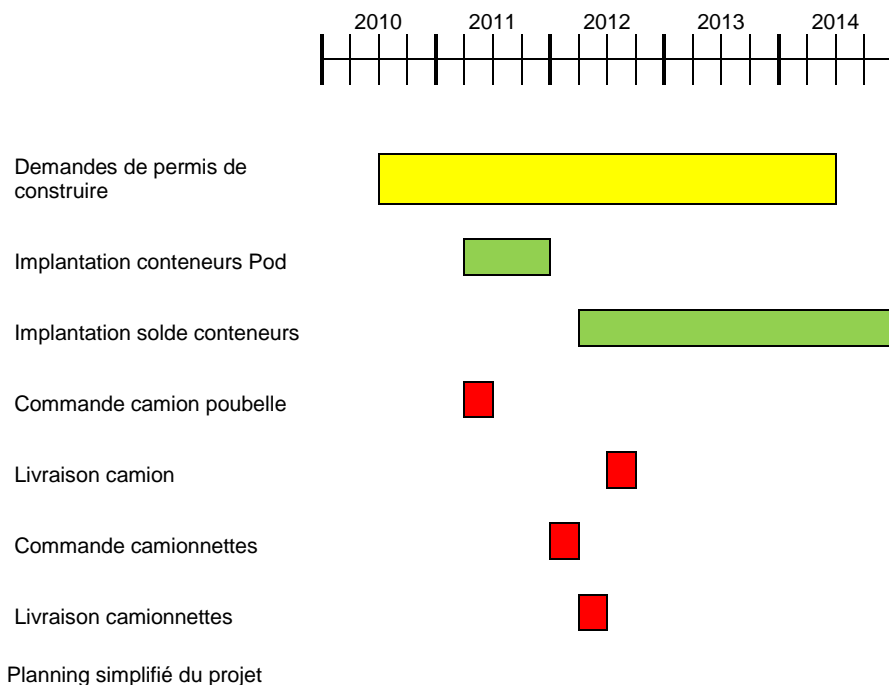 2010 2011 2012 2013 2014
Demandes de permis de
construire
Implantation conteneurs Pod
Implantation solde conteneurs
Commande camion poubelle
Livraison camion
Commande camionnettes
Livraison camionnettes
Planning simplifié du projet